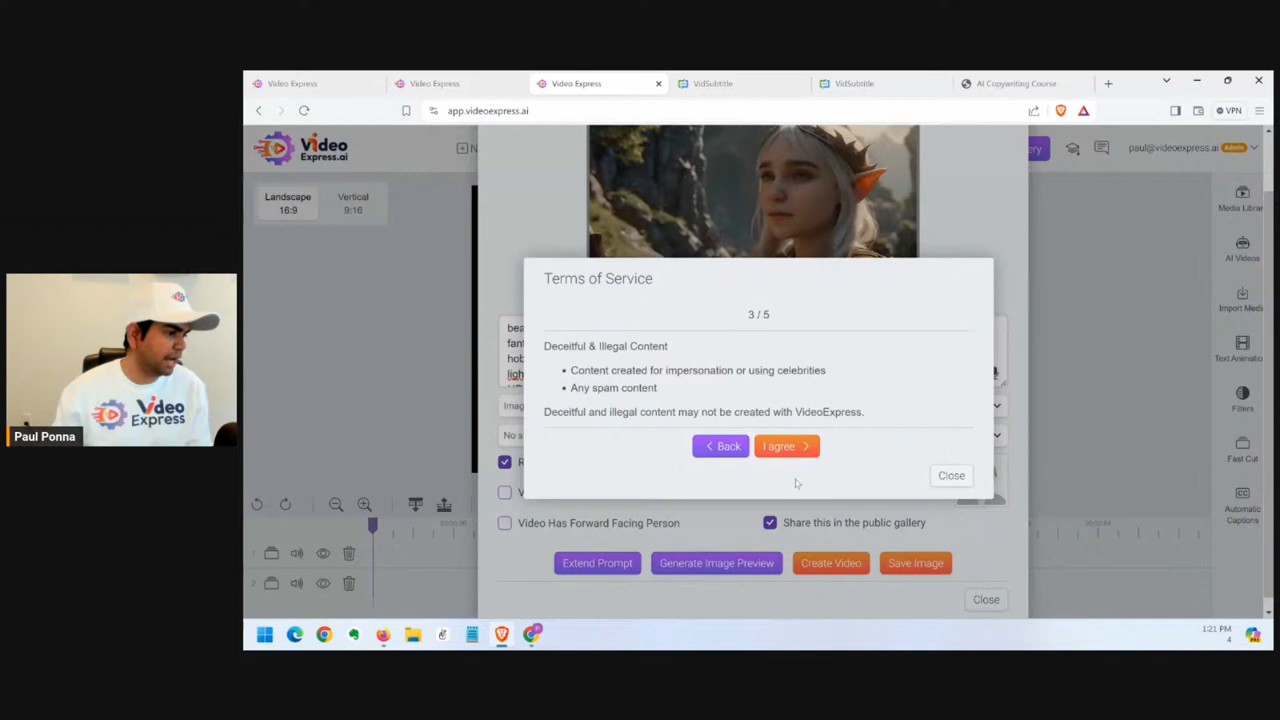 Video Express
Video Express
Video Express
VidSubtitle
VidSubtitle
AI Copywriting Course
app.videoexpress.ai
VPN
Video
Express.ai
paul@videoexpress.ai
Admin
Landscape
16:9
Vertical
9:16
Media Librar
AI Videos
Import Media
Text Animation
Filters
Fast Cut
Automatic
Captions
Terms of Service
3 / 5
Deceitful & Illegal Content
Content created for impersonation or using celebrities
Any spam content
Deceitful and illegal content may not be created with VideoExpress.
Back
I agree
Close
Video Has Forward Facing Person
Share this in the public gallery
Extend Prompt
Generate Image Preview
Create Video
Save Image
Close
Video
Express
Paul Ponna
1
2
1:21 PM
4